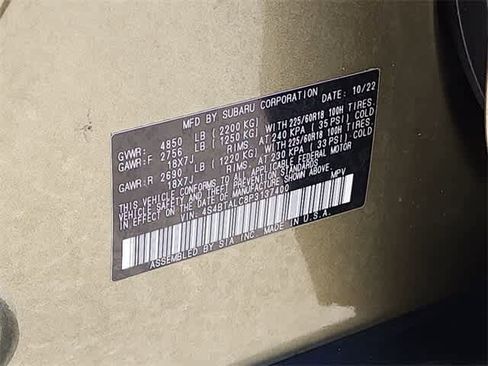 MFD BY SUBARU CORPORATION DATE: 10/22
GVWR: 4850 LB (2200 KG)
GAWR:F 2756 LB (1250 KG) WITH 225/60R18 100H TIRES,
18X7J RIMS, AT 240 KPA ( 35 PSI) COLD
GAWR:R 2690 LB (1220 KG) WITH 225/60R18 100H TIRES,
18X7J RIMS, AT 230 KPA ( 33 PSI) COLD
THIS VEHICLE CONFORMS TO ALL APPLICABLE FEDERAL MOTOR
VEHICLE SAFETY STANDARDS IN EFFECT ON THE DATE OF
MANUFACTURE SHOWN ABOVE.
VIN: 4S4BTALC8P3137400 MPV
ASSEMBLED BY SIA INC. MADE IN U.S.A.